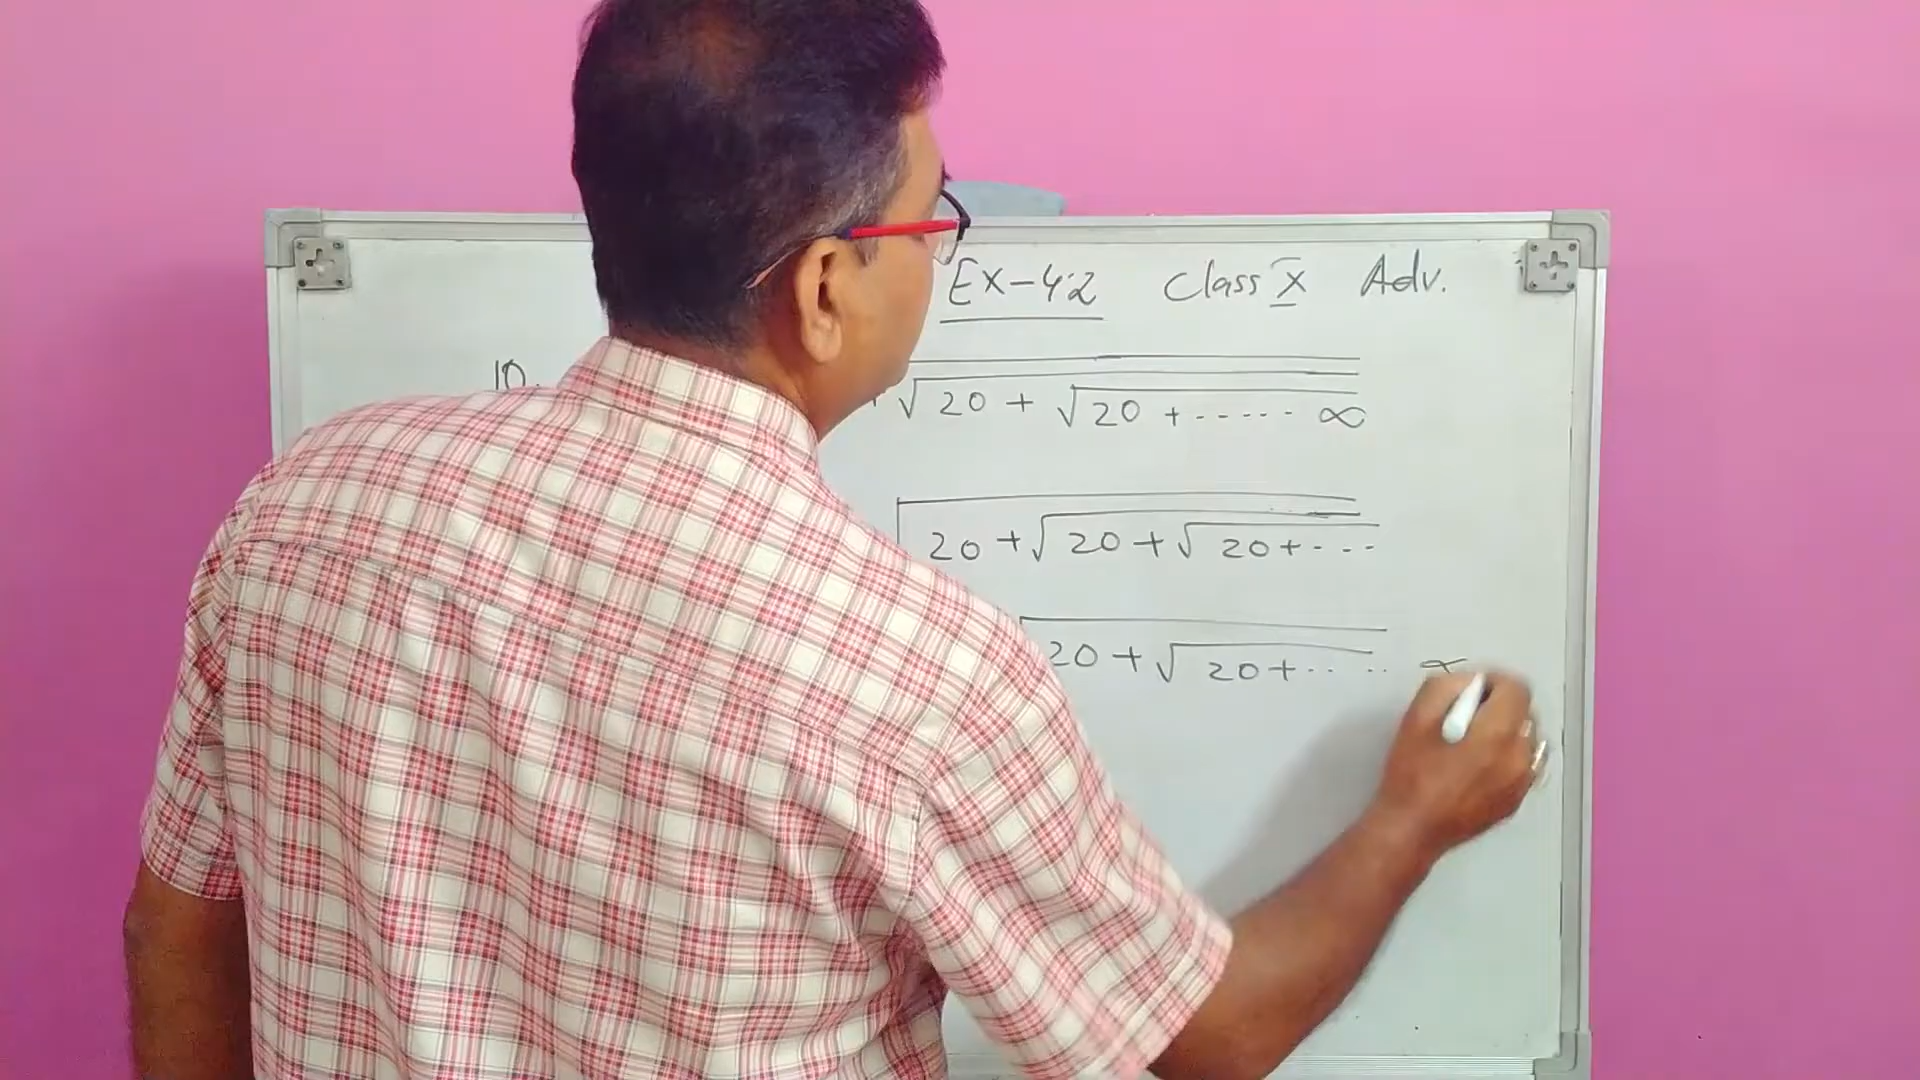 Ex-4.2 Class X Adv.
10.
+ √20 + √20 + ..... ∞
20 + √20 + √20 + ...
20 + √20 + ..... ∞